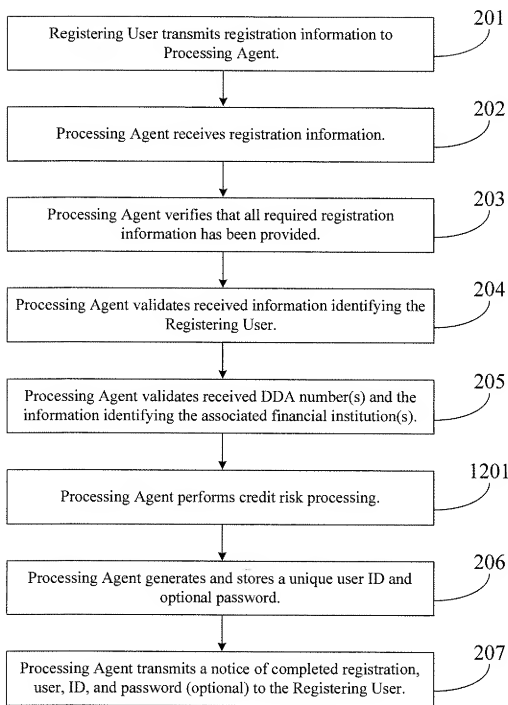 201
Registering User transmits registration information to
Processing Agent.
202
Processing Agent receives registration information.
203
Processing Agent verifies that all required registration
information has been provided.
204
Processing Agent validates received information identifying the
Registering User.
205
Processing Agent validates received DDA number(s) and the
information identifying the associated financial institution(s).
1201
Processing Agent performs credit risk processing.
206
Processing Agent generates and stores a unique user ID and
optional password.
207
Processing Agent transmits a notice of completed registration,
user, ID, and password (optional) to the Registering User.